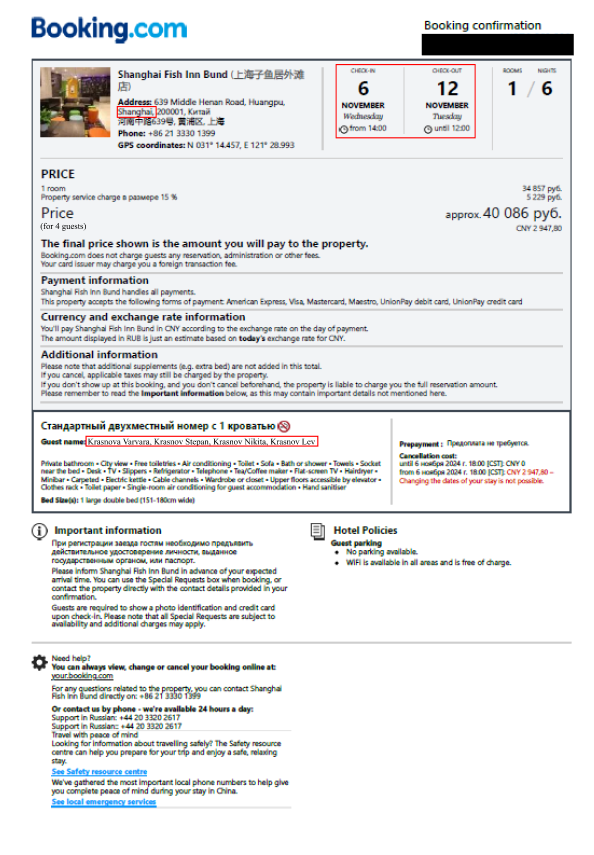 Booking.com
Booking confirmation
Shanghai Fish Inn Bund (上海子鱼居外滩
店)
Address: 639 Middle Henan Road, Huangpu,
Shanghai, 200001, Китай
河南中路639号, 黄浦区, 上海
Phone: +86 21 3330 1399
GPS coordinates: N 031° 14.457, E 121° 28.993
CHECK-IN
6
NOVEMBER
Wednesday
from 14:00
CHECK-OUT
12
NOVEMBER
Tuesday
until 12:00
ROOMS NIGHTS
1 / 6
PRICE
1 room 34 857 руб.
Property service charge в размере 15 % 5 229 руб.
Price approx. 40 086 руб.
(for 4 guests) CNY 2 947,80
The final price shown is the amount you will pay to the property.
Booking.com does not charge guests any reservation, administration or other fees.
Your card issuer may charge you a foreign transaction fee.
Payment information
Shanghai Fish Inn Bund handles all payments.
This property accepts the following forms of payment: American Express, Visa, Mastercard, Maestro, UnionPay debit card, UnionPay credit card
Currency and exchange rate information
You'll pay Shanghai Fish Inn Bund in CNY according to the exchange rate on the day of payment.
The amount displayed in RUB is just an estimate based on today's exchange rate for CNY.
Additional information
Please note that additional supplements (e.g. extra bed) are not added in this total.
If you cancel, applicable taxes may still be charged by the property.
If you don't show up at this booking, and you don't cancel beforehand, the property is liable to charge you the full reservation amount.
Please remember to read the Important information below, as this may contain important details not mentioned here.
Стандартный двухместный номер с 1 кроватью
Guest name: Krasnova Varvara, Krasnov Stepan, Krasnov Nikita, Krasnov Lev
Private bathroom • City view • Free toiletries • Air conditioning • Toilet • Sofa • Bath or shower • Towels • Socket
near the bed • Desk • TV • Slippers • Refrigerator • Telephone • Tea/Coffee maker • Flat-screen TV • Hairdryer •
Minibar • Carpeted • Electric kettle • Cable channels • Wardrobe or closet • Upper floors accessible by elevator •
Clothes rack • Toilet paper • Single-room air conditioning for guest accommodation • Hand sanitiser
Bed Size(s): 1 large double bed (151-180cm wide)
Prepayment : Предоплата не требуется.
Cancellation cost:
until 6 ноября 2024 г. 18:00 [CST]: CNY 0
from 6 ноября 2024 г. 18:00 [CST]: CNY 2 947,80 –
Changing the dates of your stay is not possible.
Important information
При регистрации заезда гостям необходимо предъявить
действительное удостоверение личности, выданное
государственным органом, или паспорт.
Please inform Shanghai Fish Inn Bund in advance of your expected
arrival time. You can use the Special Requests box when booking, or
contact the property directly with the contact details provided in your
confirmation.
Guests are required to show a photo identification and credit card
upon check-in. Please note that all Special Requests are subject to
availability and additional charges may apply.
Hotel Policies
Guest parking
• No parking available.
• WiFi is available in all areas and is free of charge.
Need help?
You can always view, change or cancel your booking online at:
your.booking.com
For any questions related to the property, you can contact Shanghai
Fish Inn Bund directly on: +86 21 3330 1399
Or contact us by phone - we're available 24 hours a day:
Support in Russian: +44 20 3320 2617
Support in Russian:: +44 20 3320 2617
Travel with peace of mind
Looking for information about travelling safely? The Safety resource
centre can help you prepare for your trip and enjoy a safe, relaxing
stay.
See Safety resource centre
We've gathered the most important local phone numbers to help give
you complete peace of mind during your stay in China.
See local emergency services